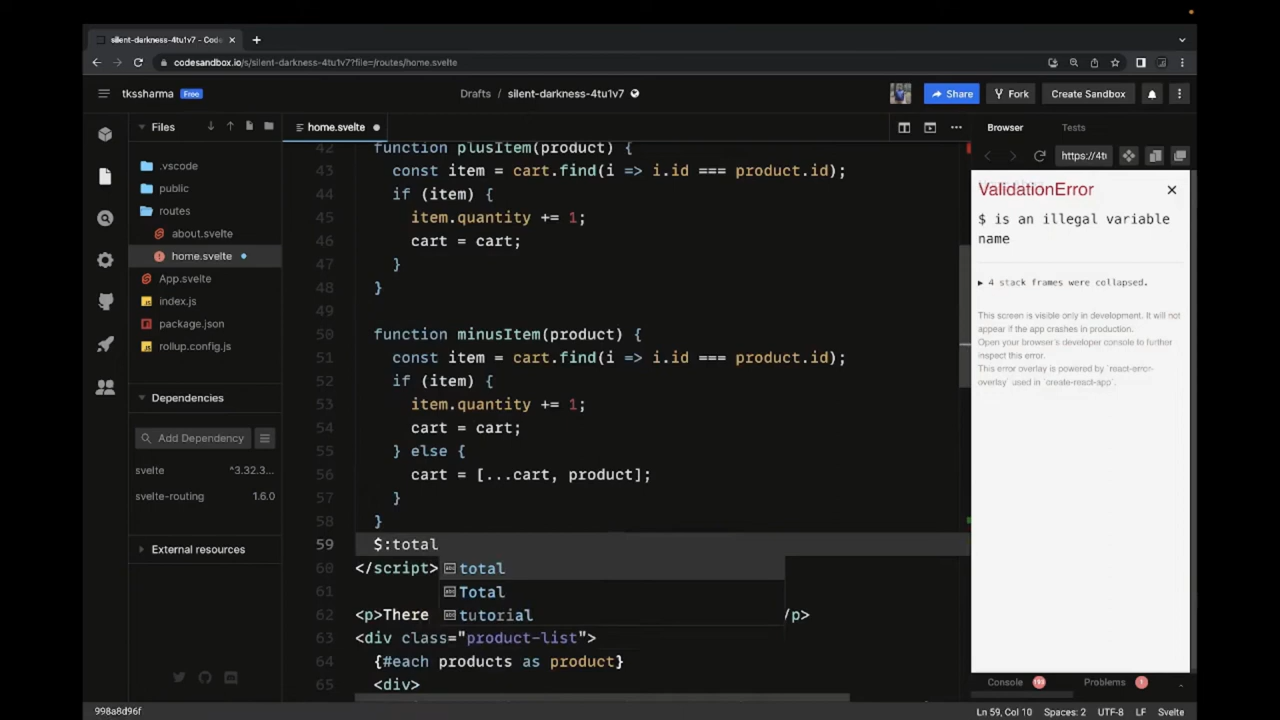 silent-darkness-4tu1v7 - Code
codesandbox.io/s/silent-darkness-4tu1v7?file=/routes/home.svelte
tkssharma Free
Drafts / silent-darkness-4tu1v7
Share
Fork
Create Sandbox
Files
.vscode
public
routes
about.svelte
home.svelte
App.svelte
index.js
package.json
rollup.config.js
Dependencies
Add Dependency
svelte ^3.32.3...
svelte-routing 1.6.0
External resources
home.svelte
42 function plusItem(product) {
43 const item = cart.find(i => i.id === product.id);
44 if (item) {
45 item.quantity += 1;
46 cart = cart;
47 }
48 }
49
50 function minusItem(product) {
51 const item = cart.find(i => i.id === product.id);
52 if (item) {
53 item.quantity += 1;
54 cart = cart;
55 } else {
56 cart = [...cart, product];
57 }
58 }
59 $:total
60 </script>
total
61
Total
62 <p>There
tutorial
/p>
63 <div class="product-list">
64 {#each products as product}
65 <div>
Browser
Tests
https://4t
ValidationError
$ is an illegal variable
name
▶ 4 stack frames were collapsed.
This screen is visible only in development. It will not
appear if the app crashes in production.
Open your browser's developer console to further
inspect this error.
This error overlay is powered by `react-error-
overlay` used in `create-react-app`.
Console
Problems 1
998a8d96f
Ln 59, Col 10
Spaces: 2
UTF-8
LF
Svelte